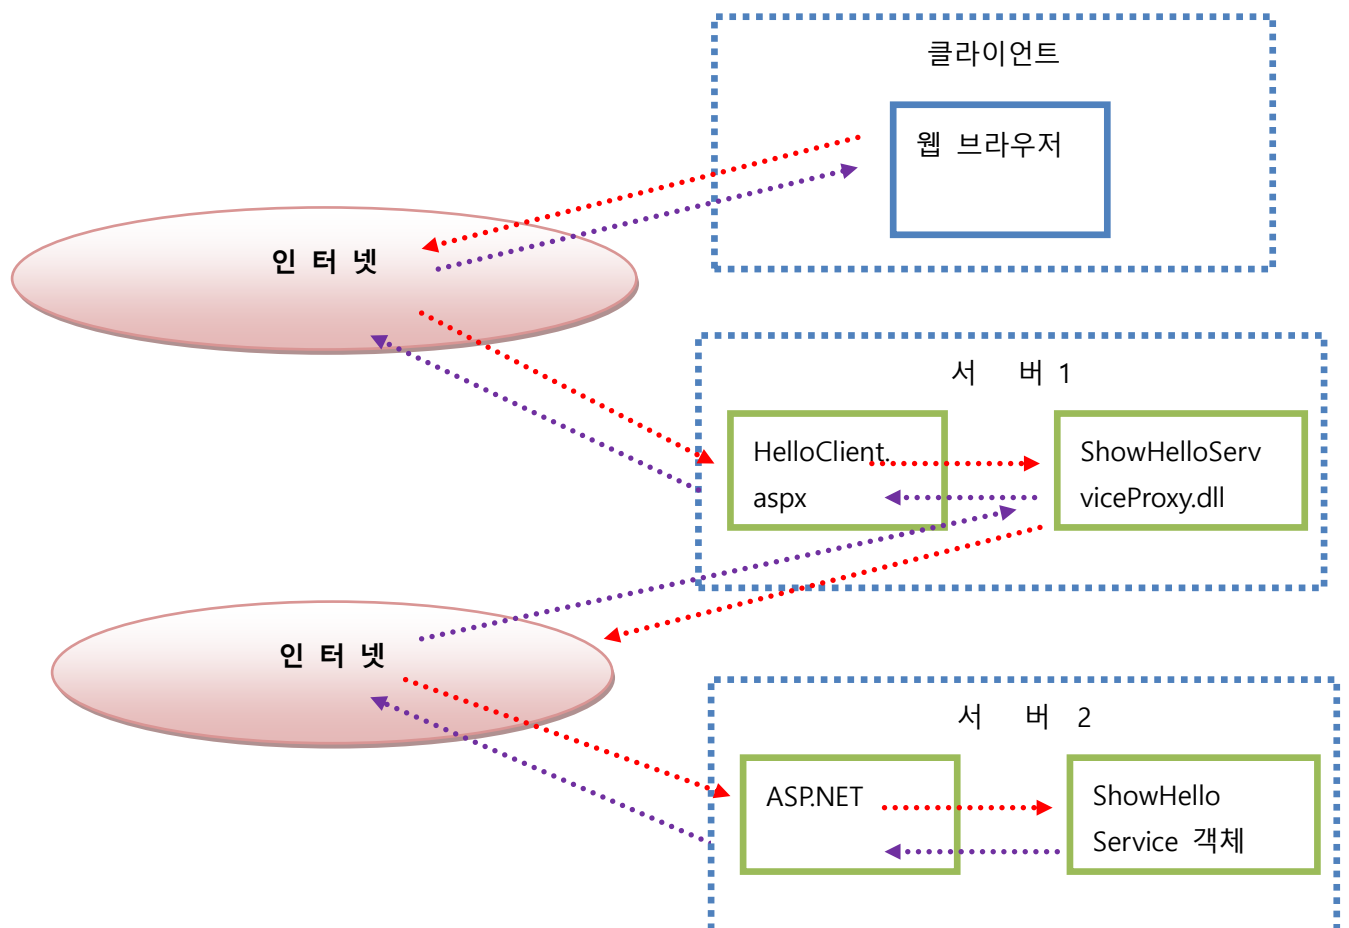 클라이언트
웹 브라우저
인 터 넷
서 버 1
HelloClient.
aspx
ShowHelloServ
viceProxy.dll
인 터 넷
서 버 2
ASP.NET
ShowHello
Service 객체